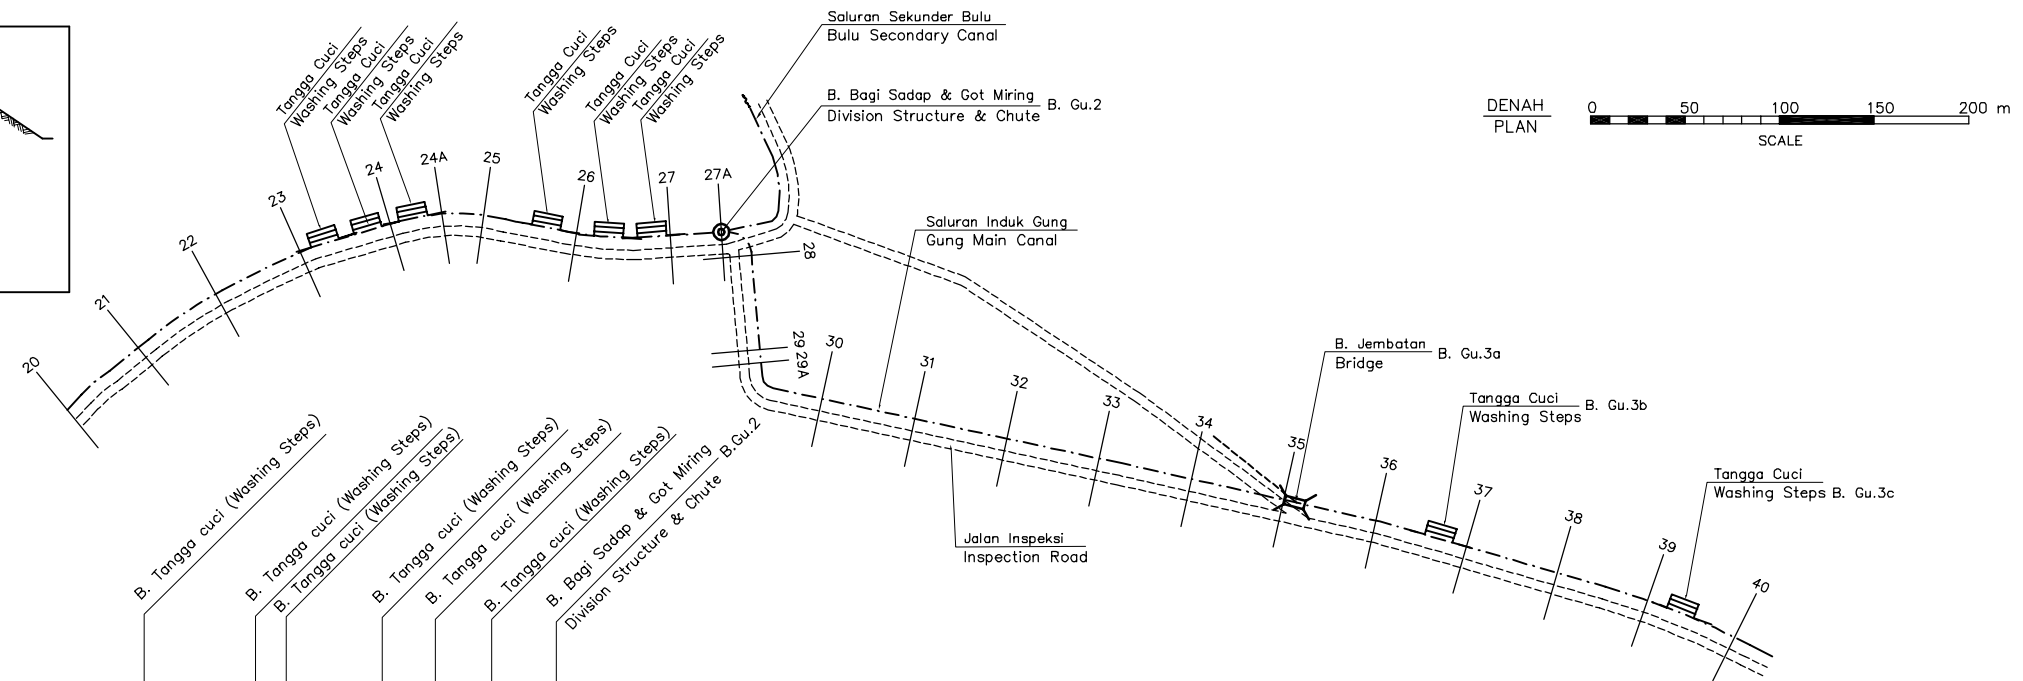 Tangga Cuci
Washing Steps
Tangga Cuci
Washing Steps
Tangga Cuci
Washing Steps
Tangga Cuci
Washing Steps
Tangga Cuci
Washing Steps
Tangga Cuci
Washing Steps
Saluran Sekunder Bulu
Bulu Secondary Canal
B. Bagi Sadap & Got Miring B. Gu.2
Division Structure & Chute
DENAH
PLAN
0 50 100 150 200 m
SCALE
20
21
22
23
24
24A
25
26
27
27A
28
29
29A
30
31
32
33
34
35
36
37
38
39
40
Saluran Induk Gung
Gung Main Canal
B. Jembatan B. Gu.3a
Bridge
Tangga Cuci B. Gu.3b
Washing Steps
Tangga Cuci
Washing Steps B. Gu.3c
Jalan Inspeksi
Inspection Road
B. Tangga cuci (Washing Steps)
B. Tangga cuci (Washing Steps)
B. Tangga cuci (Washing Steps)
B. Tangga cuci (Washing Steps)
B. Tangga cuci (Washing Steps)
B. Tangga cuci (Washing Steps)
B. Bagi Sadap & Got Miring B.Gu.2
Division Structure & Chute